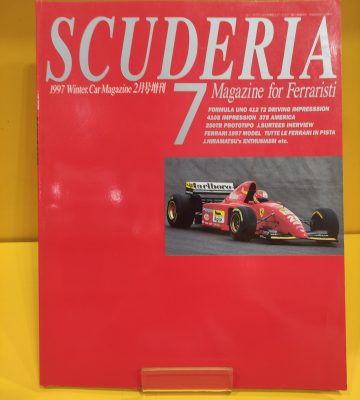 SCUDERIA
1997 Winter. Car Magazine 2月号増刊
7
Magazine for Ferraristi
FORMULA UNO 412 T2 DRIVING IMPRESSSION
410S IMPRESSION 375 AMERICA
250TR PROTOTIPO J.SURTEES INERVIEW
FERRARI 1997 MODEL TUTTE LE FERRARI IN PISTA
J.HIRAMATSU's ENTHUSIASM etc.
Marlboro
Agip